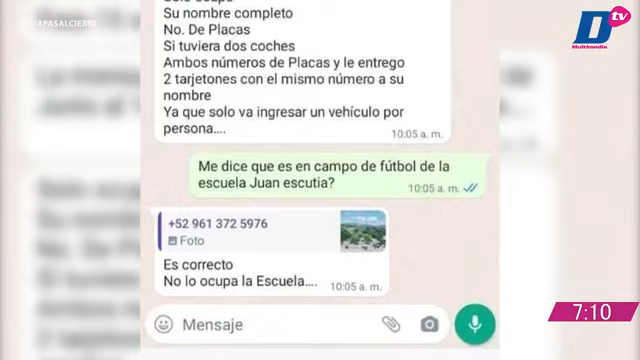 Su nombre completo
No. De Placas
Si tuviera dos coches
Ambos números de Placas y le entrego
2 tarjetones con el mismo número a su
nombre
Ya que solo va ingresar un vehículo por
persona....
10:05 a. m.
Me dice que es en campo de fútbol de la
escuela Juan escutia?
10:05 a. m.
+52 961 372 5976
Foto
Es correcto
No lo ocupa la Escuela....
10:05 a. m.
Mensaje
D tv
Multimedia
7:10